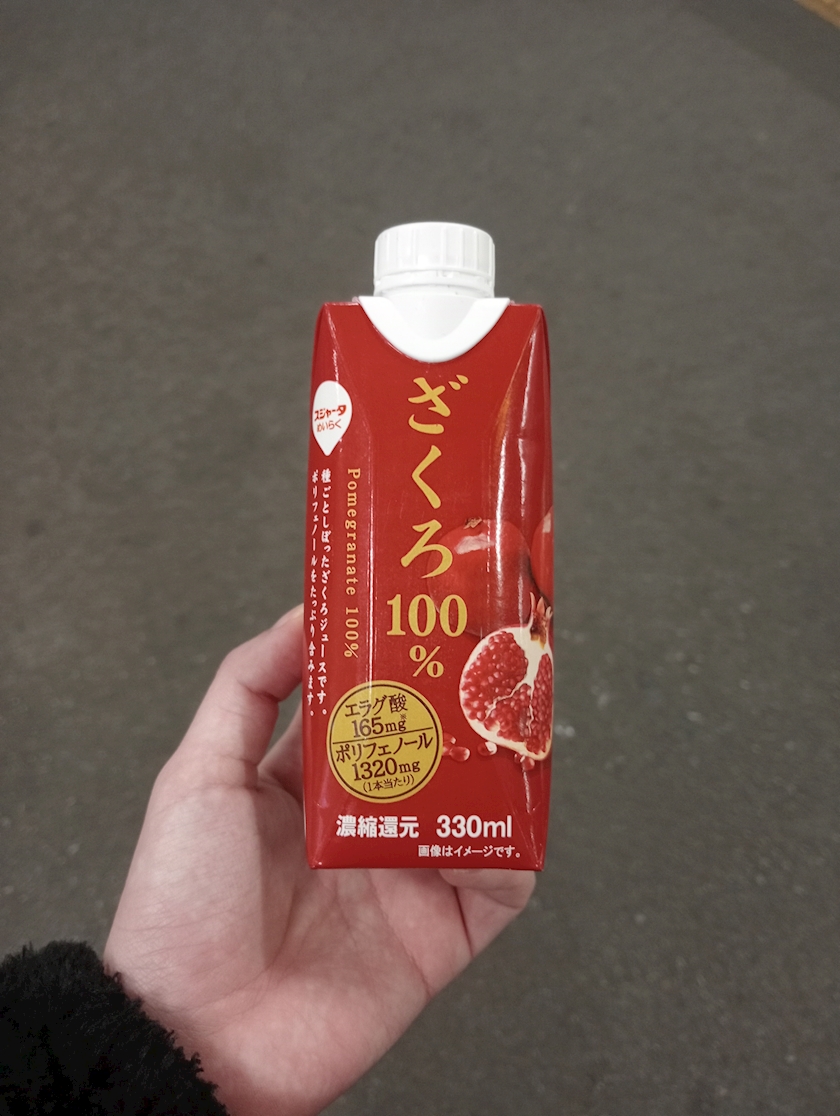 スジャータ
めいらく
ざくろ
100
%
Pomegranate 100%
種ごとしぼったざくろジュースです。
ポリフェノールをたっぷり含みます。
エラグ酸
165mg※
ポリフェノール
1320mg
(1本当たり)
濃縮還元 330ml
画像はイメージです。